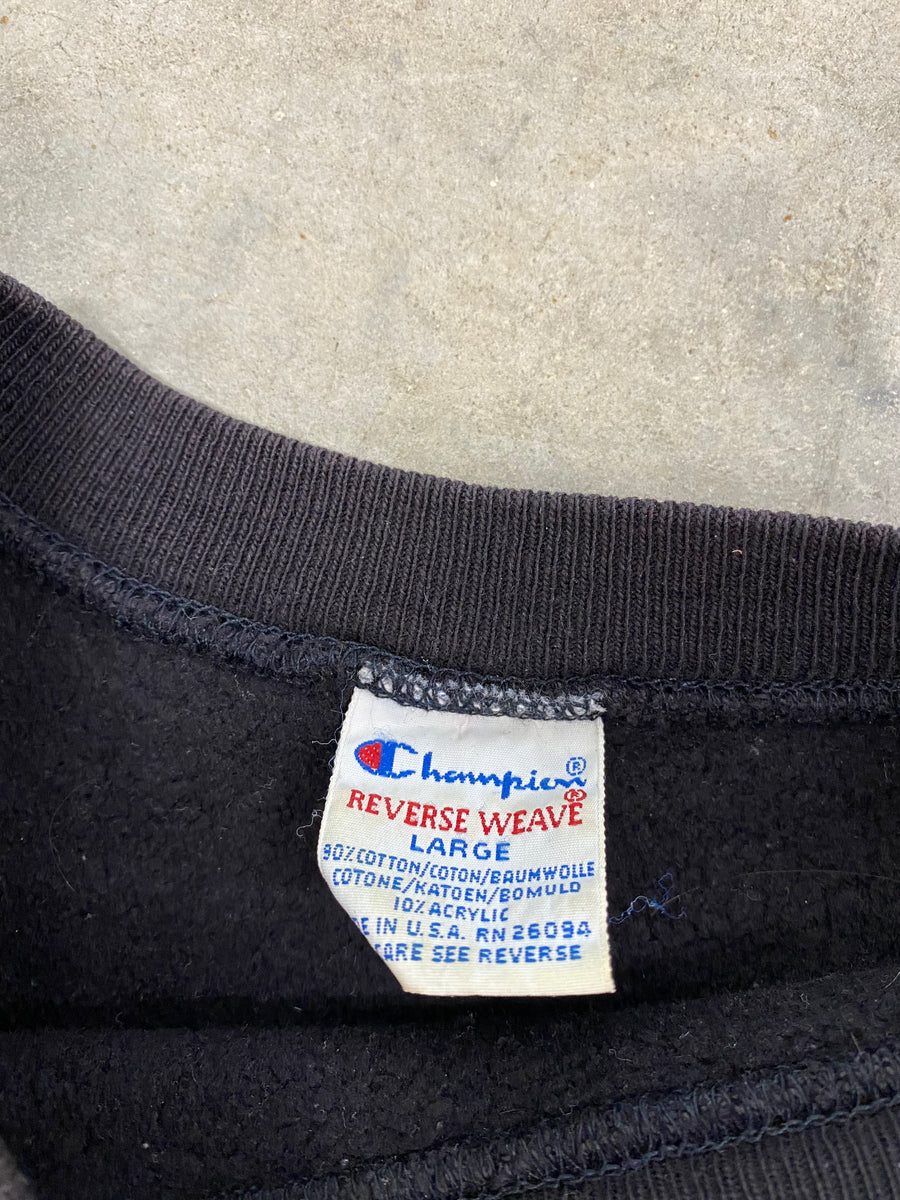 Champion®
REVERSE WEAVE®
LARGE
90% COTTON/COTON/BAUMWOLLE
COTONE/KATOEN/BOMULD
10% ACRYLIC
E IN U.S.A. RN 26094
CARE SEE REVERSE